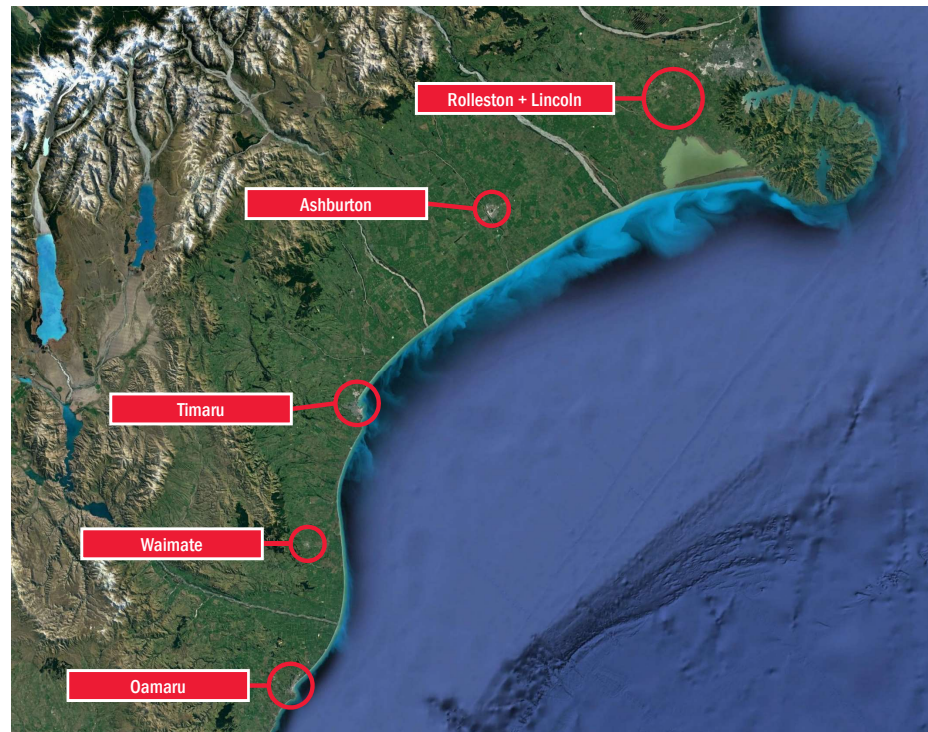 Rolleston + Lincoln
Ashburton
Timaru
Waimate
Oamaru